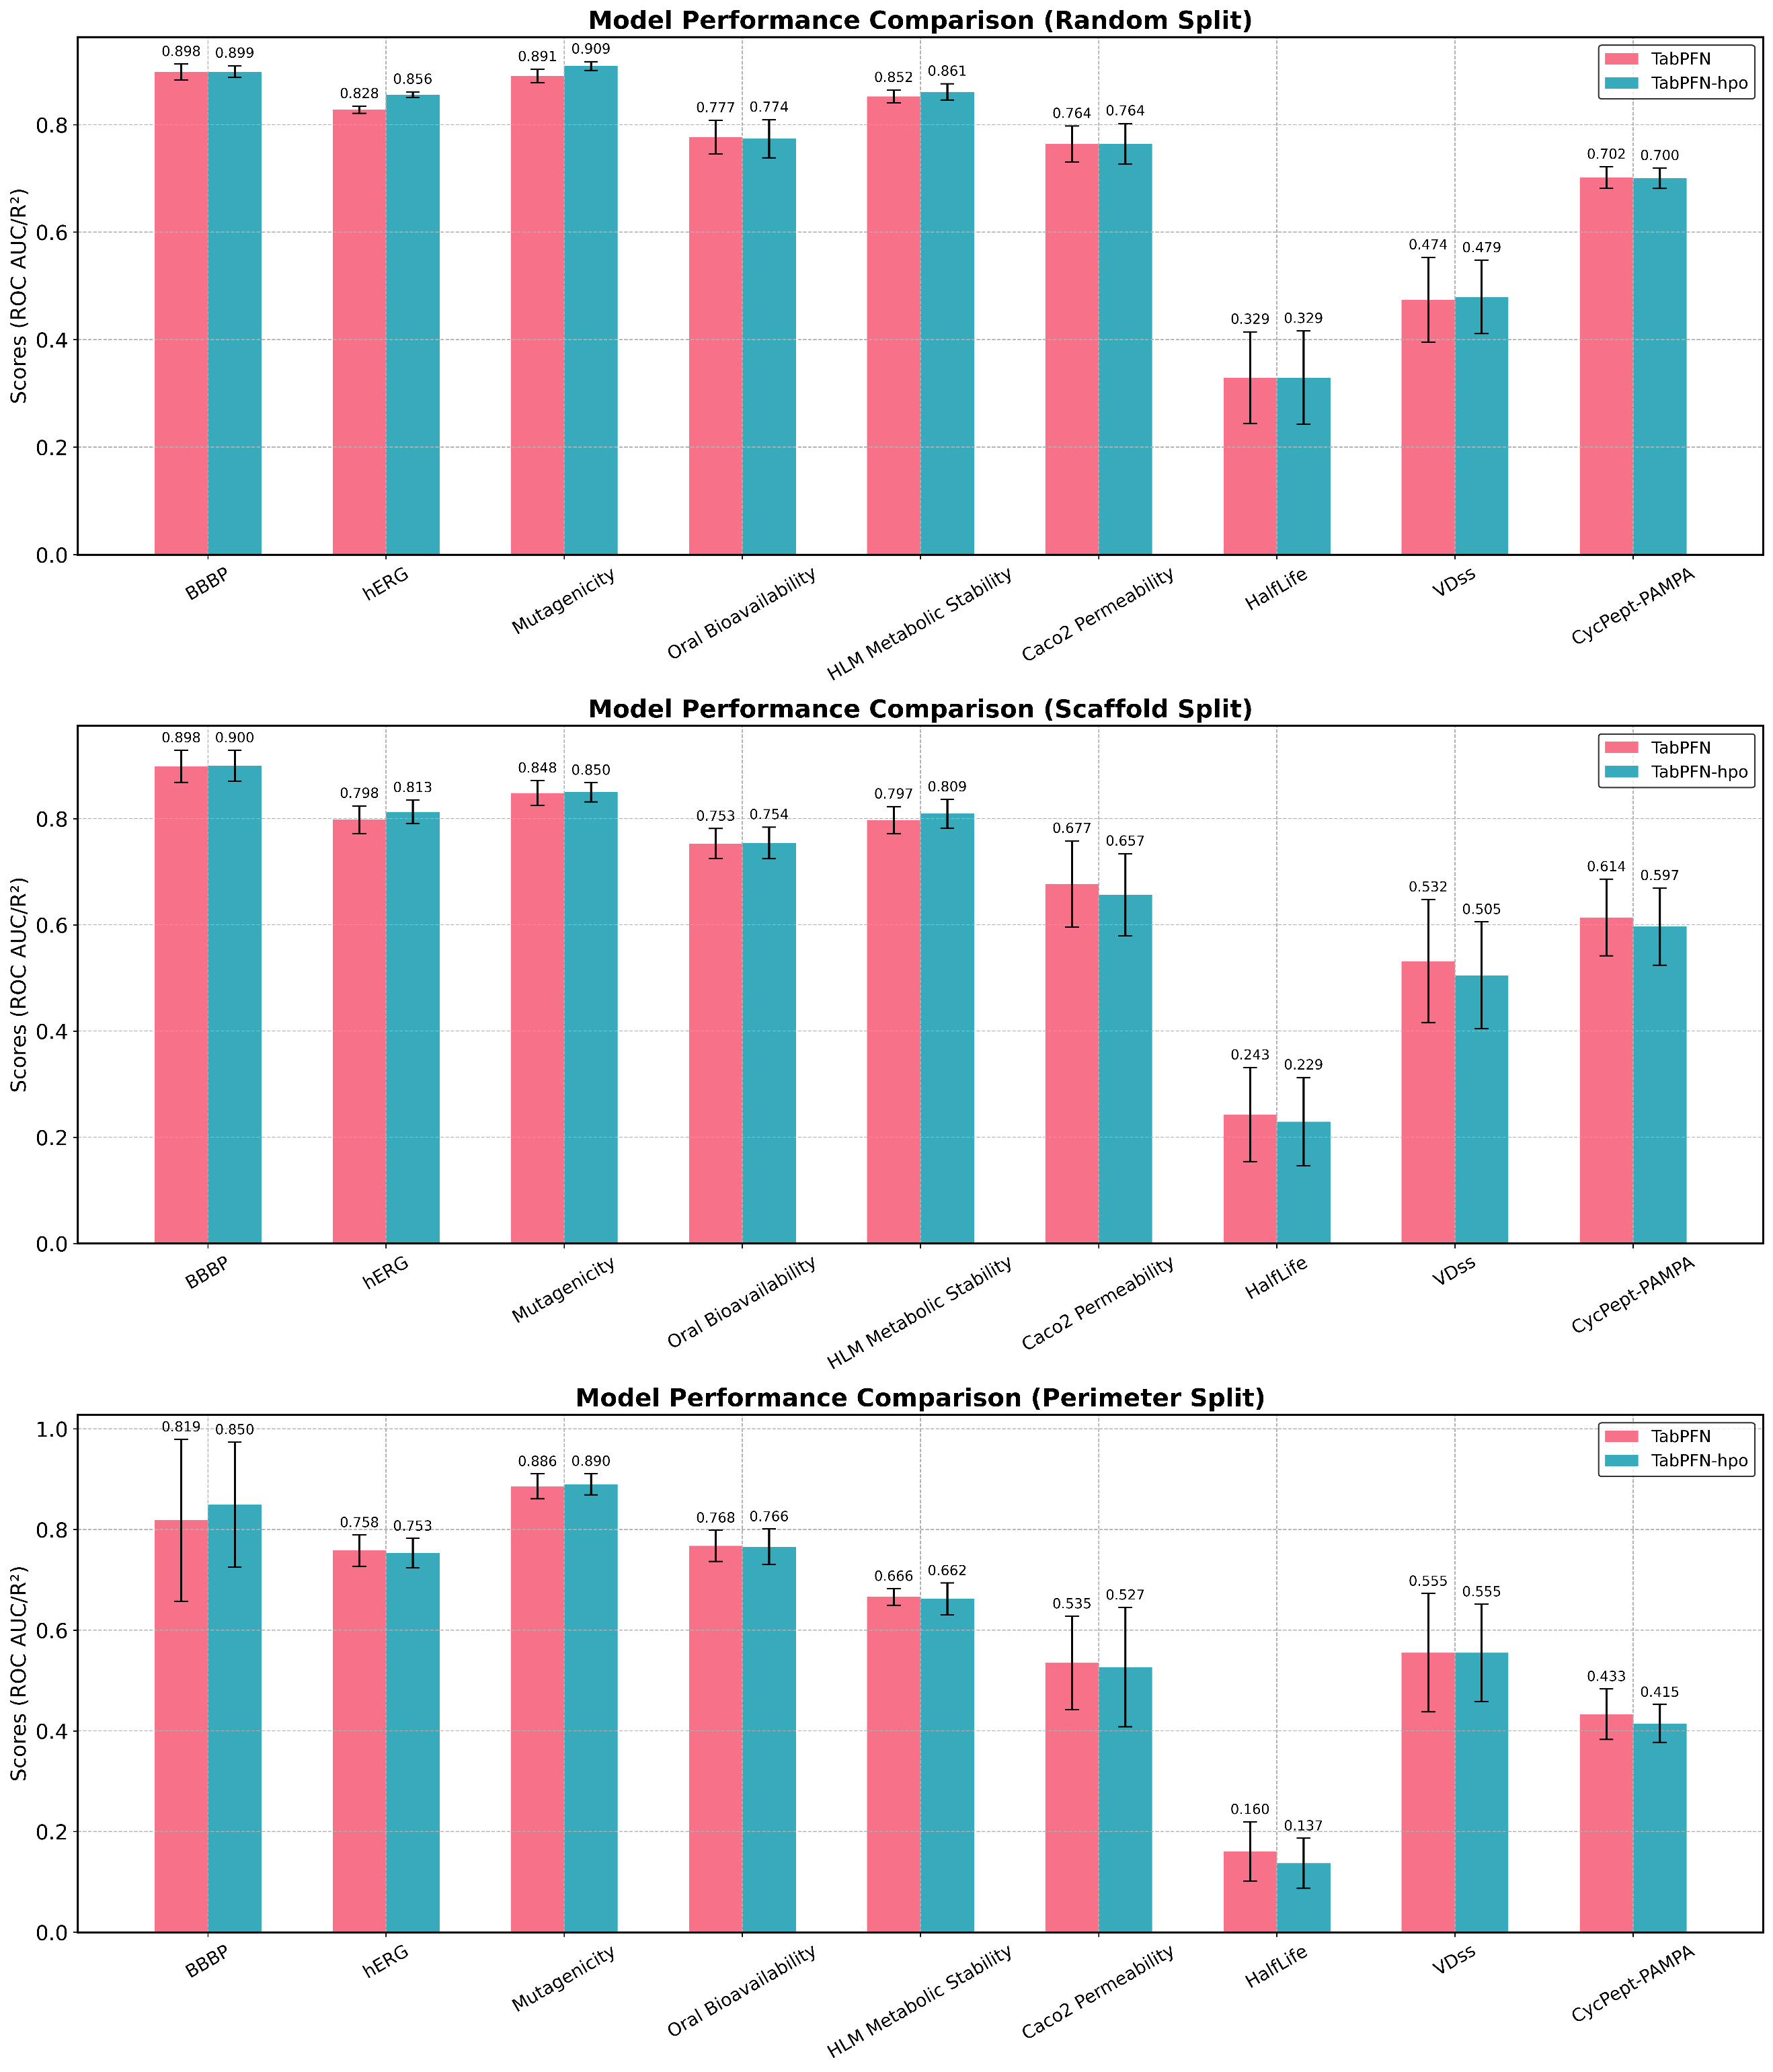 Model Performance Comparison (Random Split)
0.898 0.899 0.828 0.856 0.891 0.909 0.777 0.774 0.852 0.861 0.764 0.764 0.329 0.329 0.474 0.479 0.702 0.700
TabPFN
TabPFN-hpo
Scores (ROC AUC/R²)
0.8
0.6
0.4
0.2
0.0
BBBP hERG Mutagenicity Oral Bioavailability HLM Metabolic Stability Caco2 Permeability HalfLife VDss CycPept-PAMPA
Model Performance Comparison (Scaffold Split)
0.898 0.900 0.798 0.813 0.848 0.850 0.753 0.754 0.797 0.809 0.677 0.657 0.243 0.229 0.532 0.505 0.614 0.597
TabPFN
TabPFN-hpo
Scores (ROC AUC/R²)
0.8
0.6
0.4
0.2
0.0
BBBP hERG Mutagenicity Oral Bioavailability HLM Metabolic Stability Caco2 Permeability HalfLife VDss CycPept-PAMPA
Model Performance Comparison (Perimeter Split)
0.819 0.850 0.758 0.753 0.886 0.890 0.768 0.766 0.666 0.662 0.535 0.527 0.160 0.137 0.555 0.555 0.433 0.415
TabPFN
TabPFN-hpo
Scores (ROC AUC/R²)
1.0
0.8
0.6
0.4
0.2
0.0
BBBP hERG Mutagenicity Oral Bioavailability HLM Metabolic Stability Caco2 Permeability HalfLife VDss CycPept-PAMPA